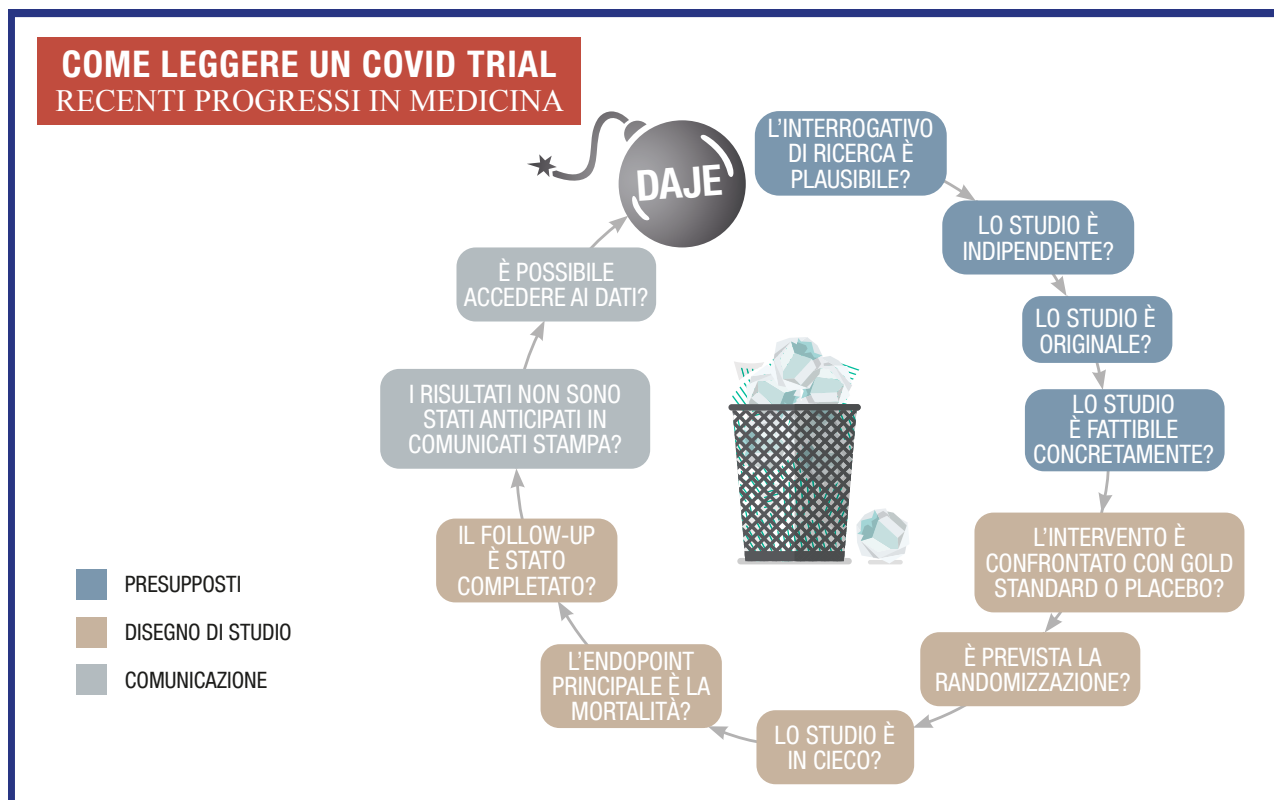 COME LEGGERE UN COVID TRIAL
RECENTI PROGRESSI IN MEDICINA
DAJE
L'INTERROGATIVO
DI RICERCA È
PLAUSIBILE?
LO STUDIO È
INDIPENDENTE?
LO STUDIO È
ORIGINALE?
LO STUDIO
È FATTIBILE
CONCRETAMENTE?
L'INTERVENTO È
CONFRONTATO CON GOLD
STANDARD O PLACEBO?
È PREVISTA LA
RANDOMIZZAZIONE?
LO STUDIO È
IN CIECO?
L'ENDOPOINT
PRINCIPALE È LA
MORTALITÀ?
IL FOLLOW-UP
È STATO
COMPLETATO?
I RISULTATI NON SONO
STATI ANTICIPATI IN
COMUNICATI STAMPA?
È POSSIBILE
ACCEDERE AI DATI?
PRESUPPOSTI
DISEGNO DI STUDIO
COMUNICAZIONE